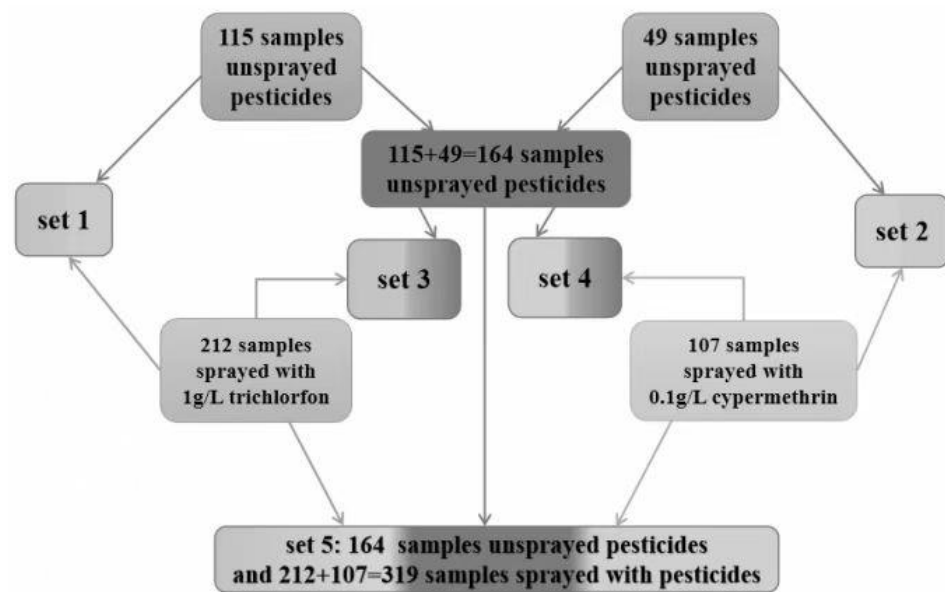 115 samples
unsprayed
pesticides
49 samples
unsprayed
pesticides
115+49=164 samples
unsprayed pesticides
set 1
set 2
set 3
set 4
212 samples
sprayed with
1g/L trichlorfon
107 samples
sprayed with
0.1g/L cypermethrin
set 5: 164 samples unsprayed pesticides
and 212+107=319 samples sprayed with pesticides